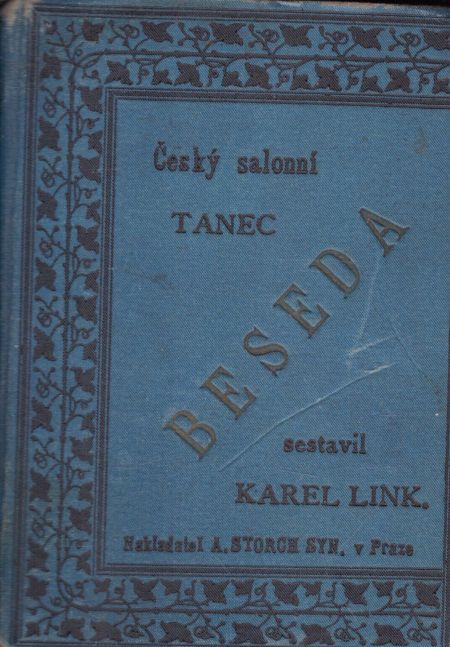 Český salonní
TANEC
BESEDA
sestavil
KAREL LINK.
Nakladatel A. STORCH SYN. v Praze